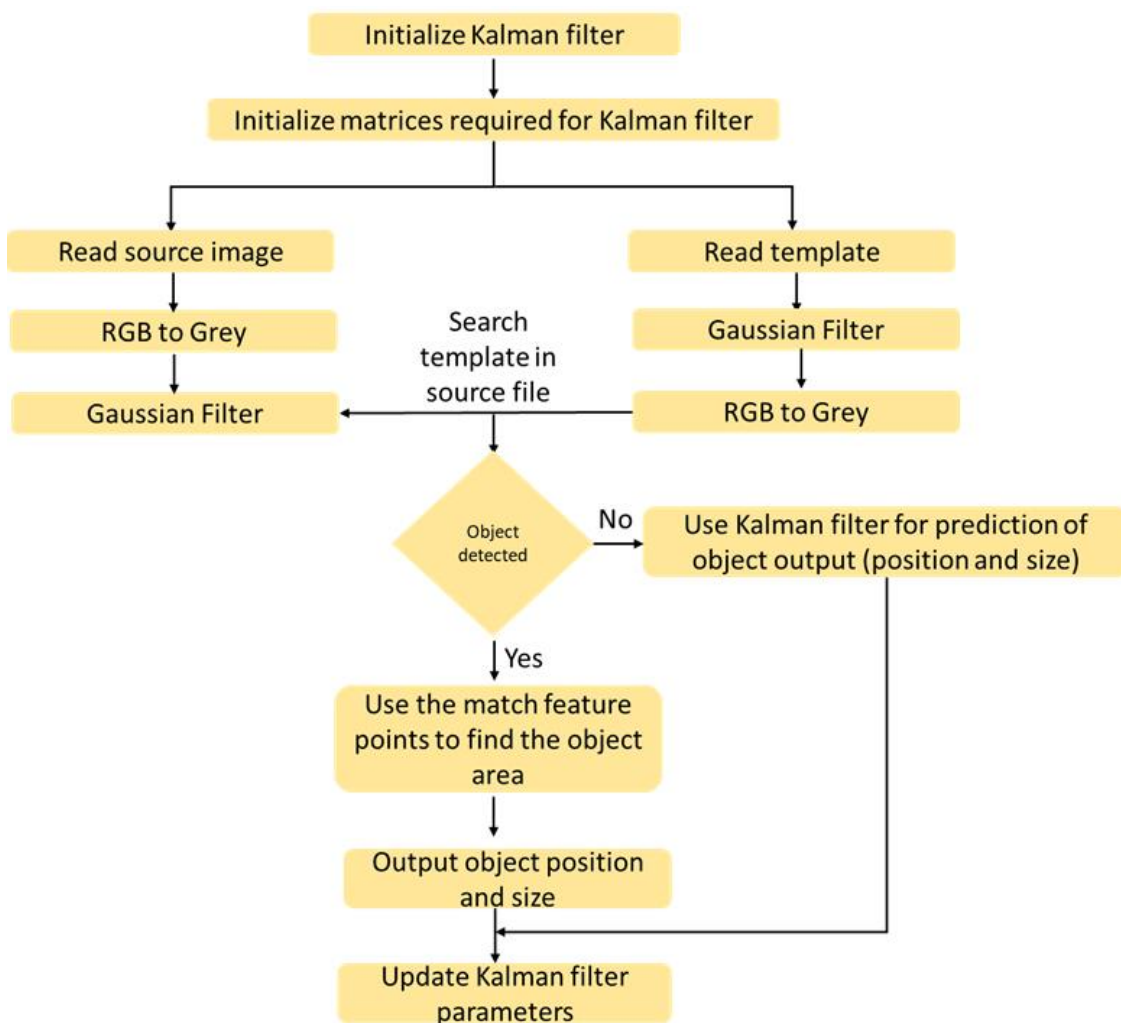 Initialize Kalman filter
Initialize matrices required for Kalman filter
Read source image
Read template
RGB to Grey
Search
template in
source file
Gaussian Filter
Gaussian Filter
RGB to Grey
Object
detected
No
Use Kalman filter for prediction of
object output (position and size)
Yes
Use the match feature
points to find the object
area
Output object position
and size
Update Kalman filter
parameters